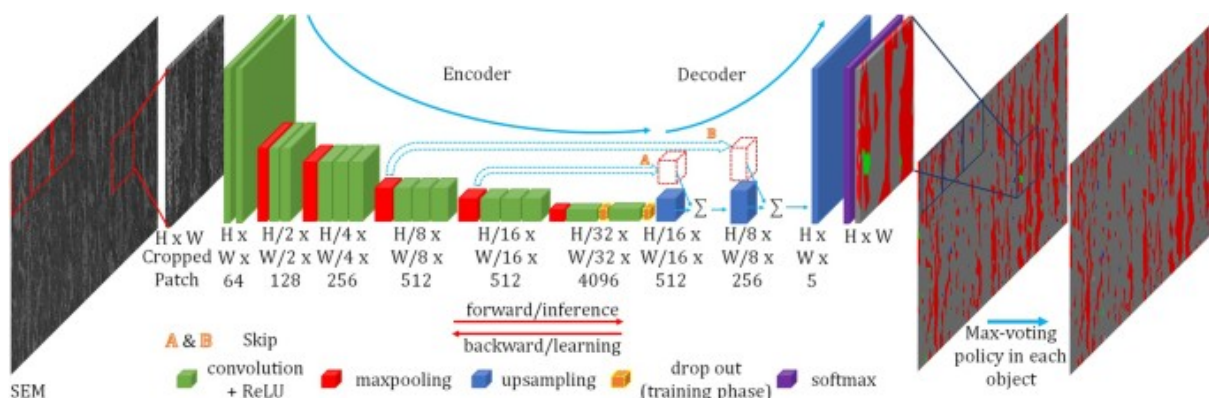 Encoder
Decoder
B
A
Σ
Σ
H x W
Cropped
Patch
H x
W x
64
H/2 x
W/2 x
128
H/4 x
W/4 x
256
H/8 x
W/8 x
512
H/16 x
W/16 x
512
H/32 x
W/32 x
4096
H/16 x
W/16 x
512
H/8 x
W/8 x
256
H x
W x
5
H x W
forward/inference
backward/learning
A & B Skip
Max-voting
policy in each
object
SEM
convolution
+ ReLU
maxpooling
upsampling
drop out
(training phase)
softmax